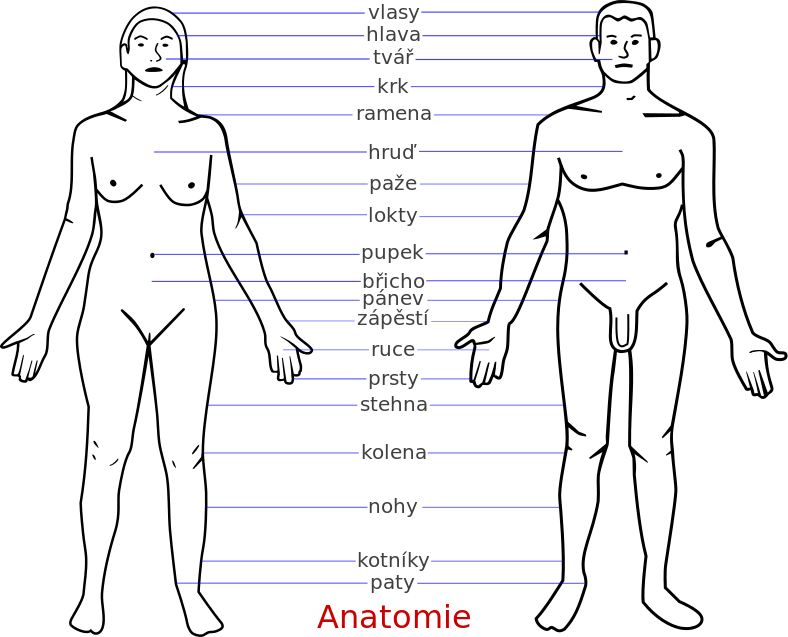 vlasy
hlava
tvář
krk
ramena
hruď
paže
lokty
pupek
břicho
pánev
zápěstí
ruce
prsty
stehna
kolena
nohy
kotníky
paty
Anatomie